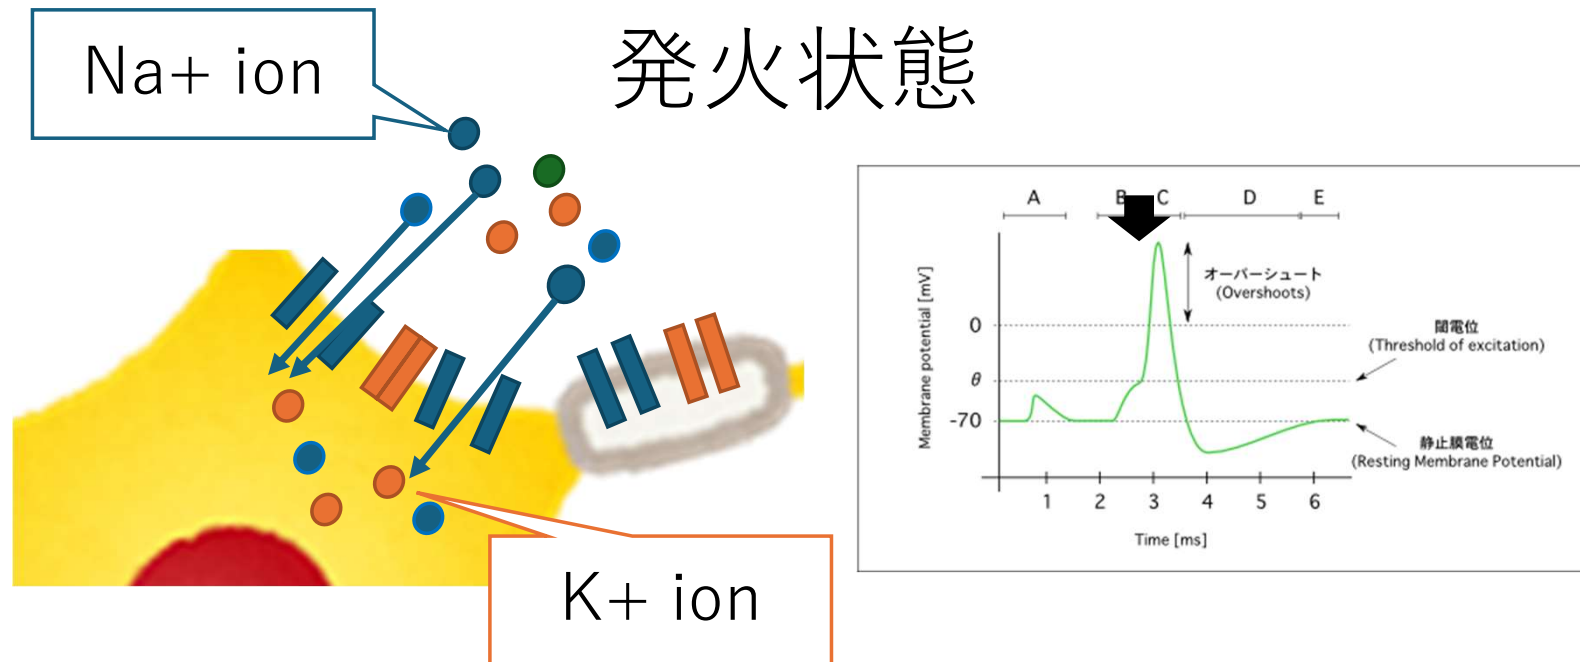 発火状態
Na+ ion
K+ ion
A
B
C
D
E
オーバーシュート
(Overshoots)
閾電位
(Threshold of excitation)
静止膜電位
(Resting Membrane Potential)
Membrane potential [mV]
0
θ
-70
1
2
3
4
5
6
Time [ms]